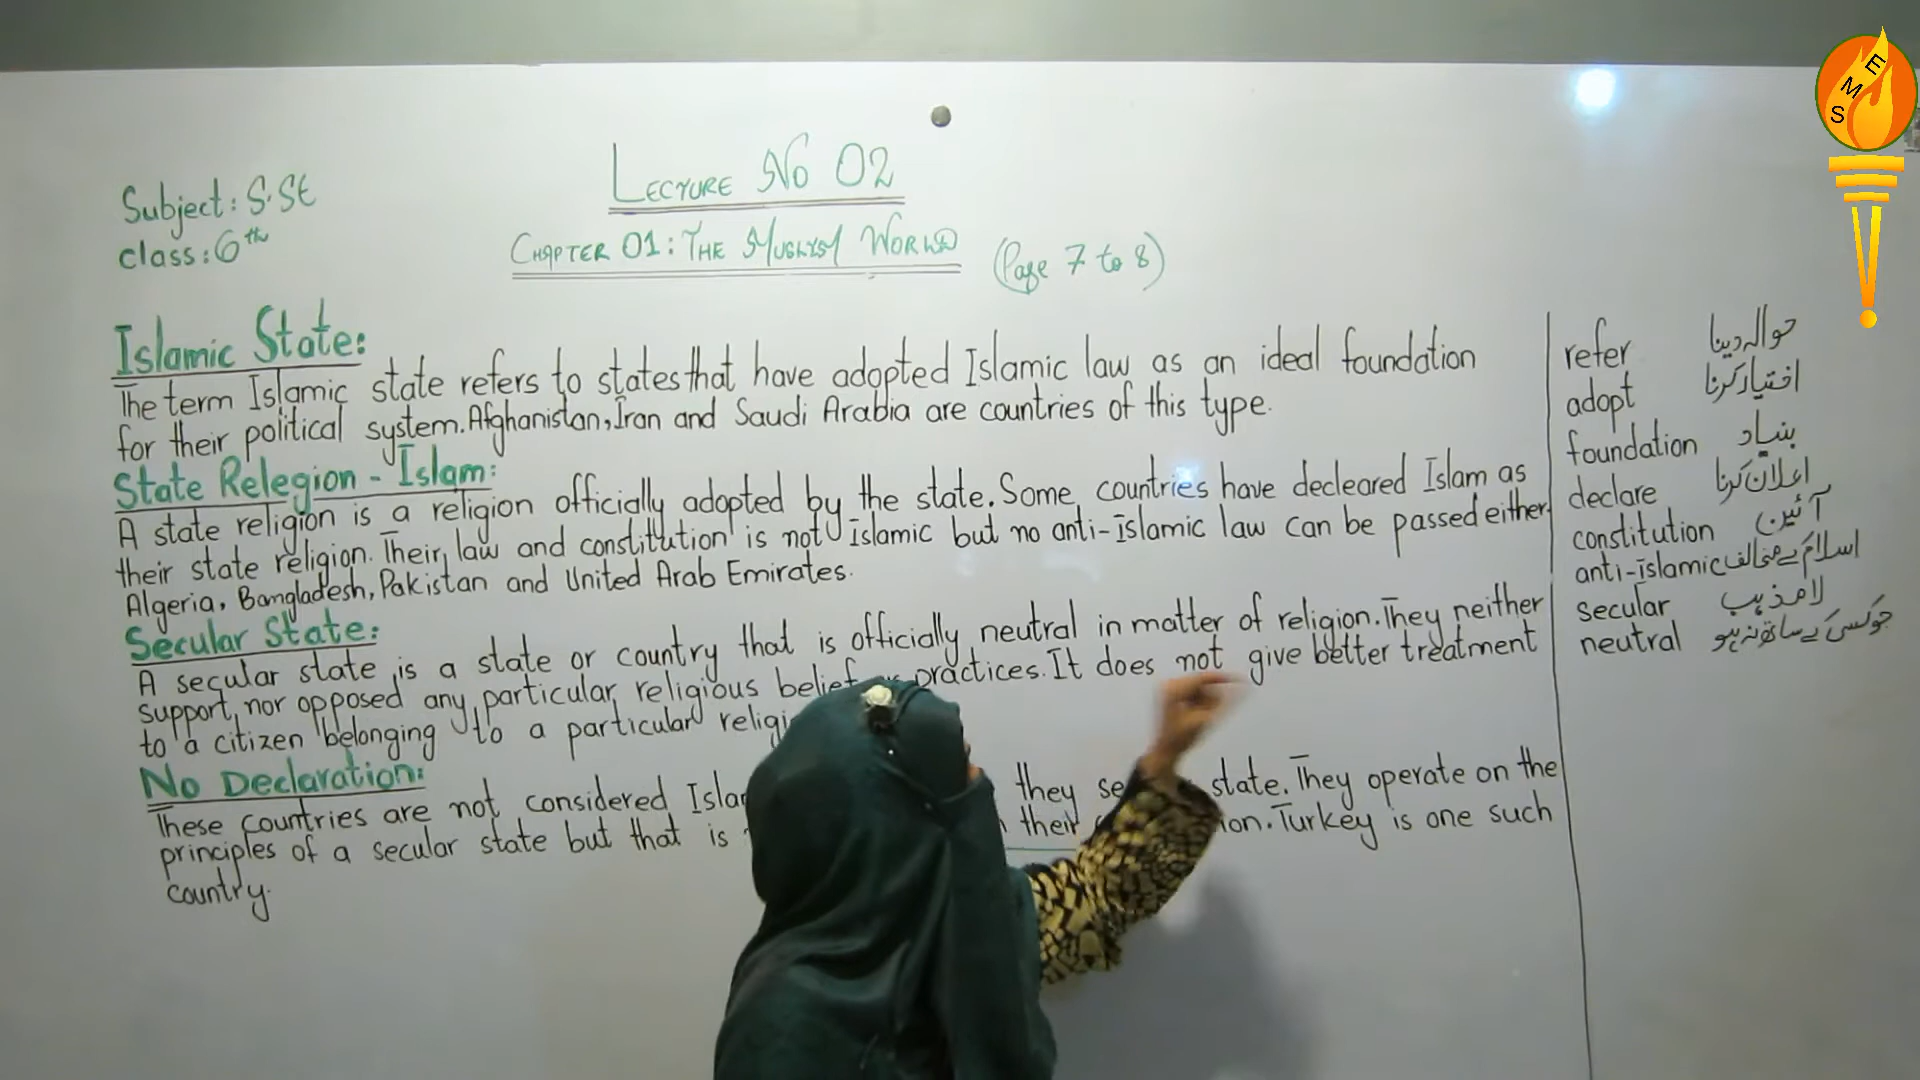 Subject: S.St
class: 6th
LECTURE NO 02
CHAPTER 01: THE MUSLIM WORLD
(Page 7 to 8)
Islamic State:
The term Islamic state refers to states that have adopted Islamic law as an ideal foundation
for their political system. Afghanistan, Iran and Saudi Arabia are countries of this type.
State Relegion - Islam:
A state religion is a religion officially adopted by the state. Some countries have decleared Islam as
their state religion. Their law and constitution is not Islamic but no anti-islamic law can be passed either.
Algeria, Bangladesh, Pakistan and United Arab Emirates.
Secular State:
A secular state is a state or country that is officially neutral in matter of religion. They neither
support, nor opposed any particular religious belief practices. It does not give better treatment
to a citizen belonging to a particular
No Declaration:
These countries are not considered they state. They operate on the
principles of a secular state but that is their Turkey is one such
country.
refer حوالہ دینا
adopt اختیار کرنا
foundation بنیاد
declare اعلان کرنا
constitution آئین
anti-islamic اسلام کے مخالف
secular لا مذہب
neutral جو کسی کے ساتھ نہ ہو
E
M
S